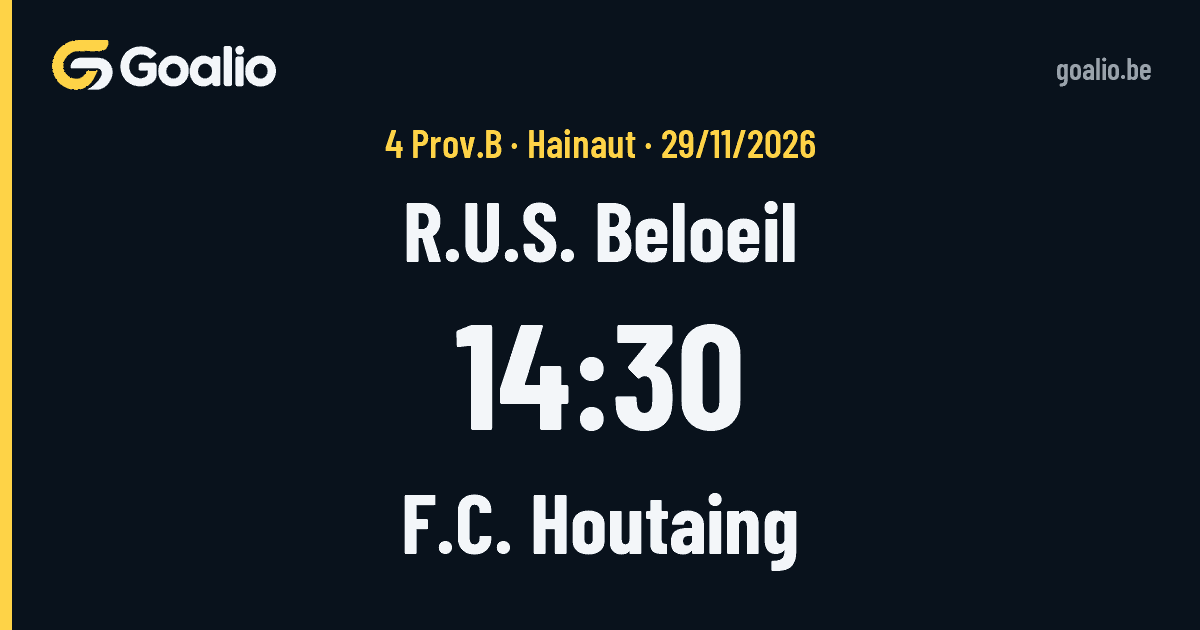 Goalio
goalio.be
4 Prov.B · Hainaut · 29/11/2026
R.U.S. Beloeil
14:30
F.C. Houtaing